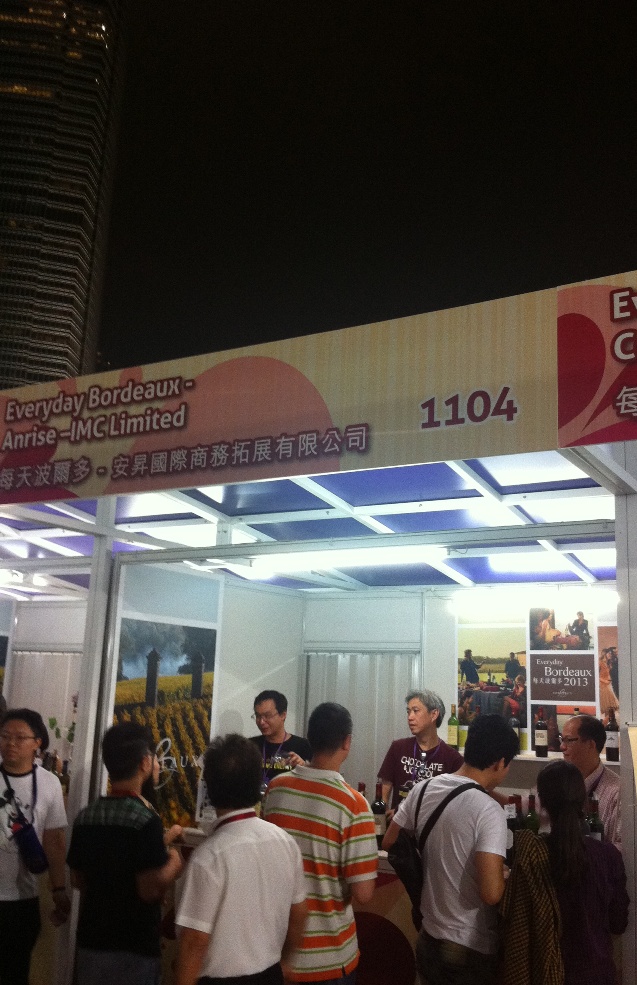 Everyday Bordeaux -
Anrise –IMC Limited
每天波爾多 - 安昇國際商務拓展有限公司
1104
E
C
每
Everyday
Bordeaux
每天波爾多 2013
CHOCOLATE